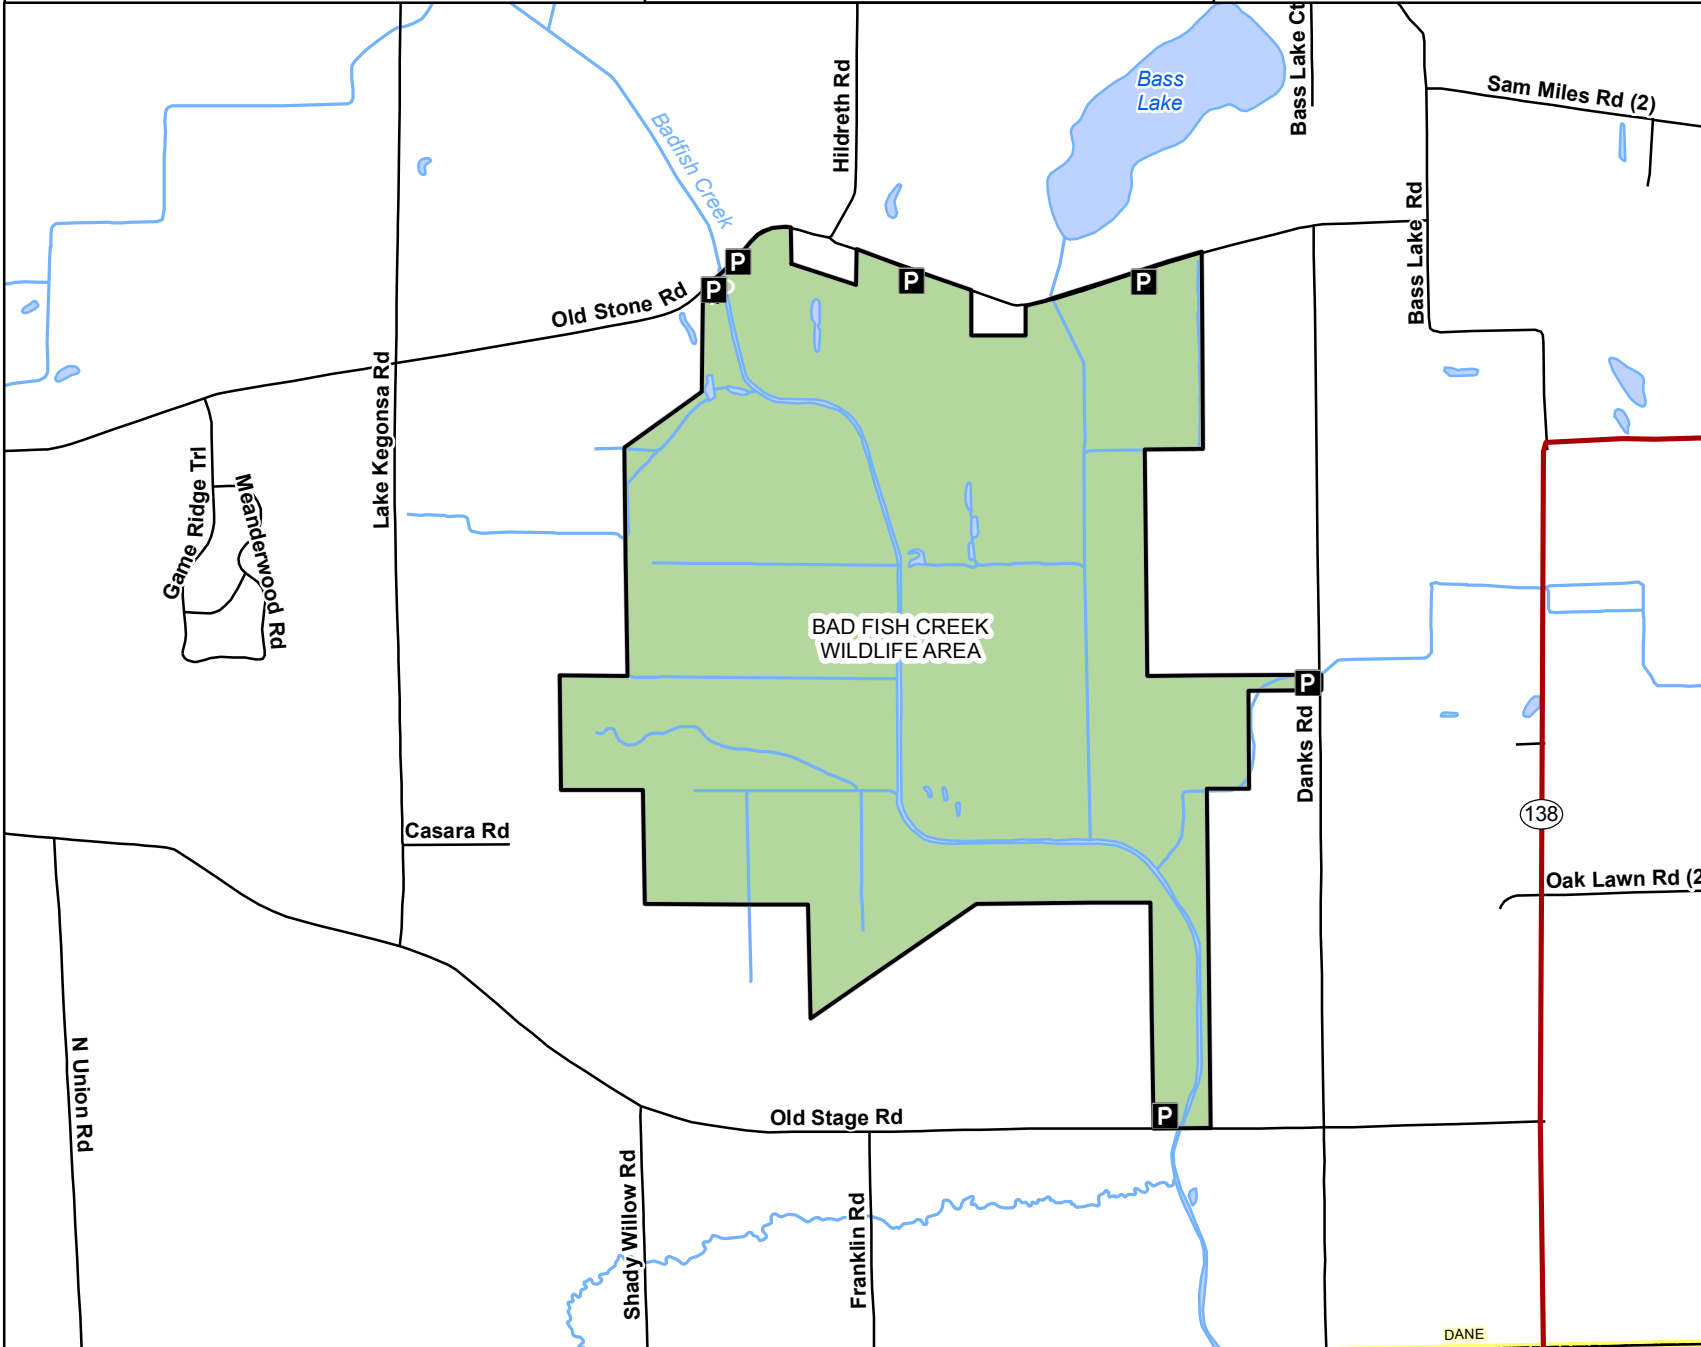 Bass Lake Ct
Bass
Lake
Sam Miles Rd (2)
Hildreth Rd
Badfish Creek
Bass Lake Rd
P
P
P
P
Old Stone Rd
Lake Kegonsa Rd
Game Ridge Trl
Meanderwood Rd
BAD FISH CREEK
WILDLIFE AREA
P
Danks Rd
138
Casara Rd
Oak Lawn Rd (2
N Union Rd
Old Stage Rd
P
Shady Willow Rd
Franklin Rd
DANE